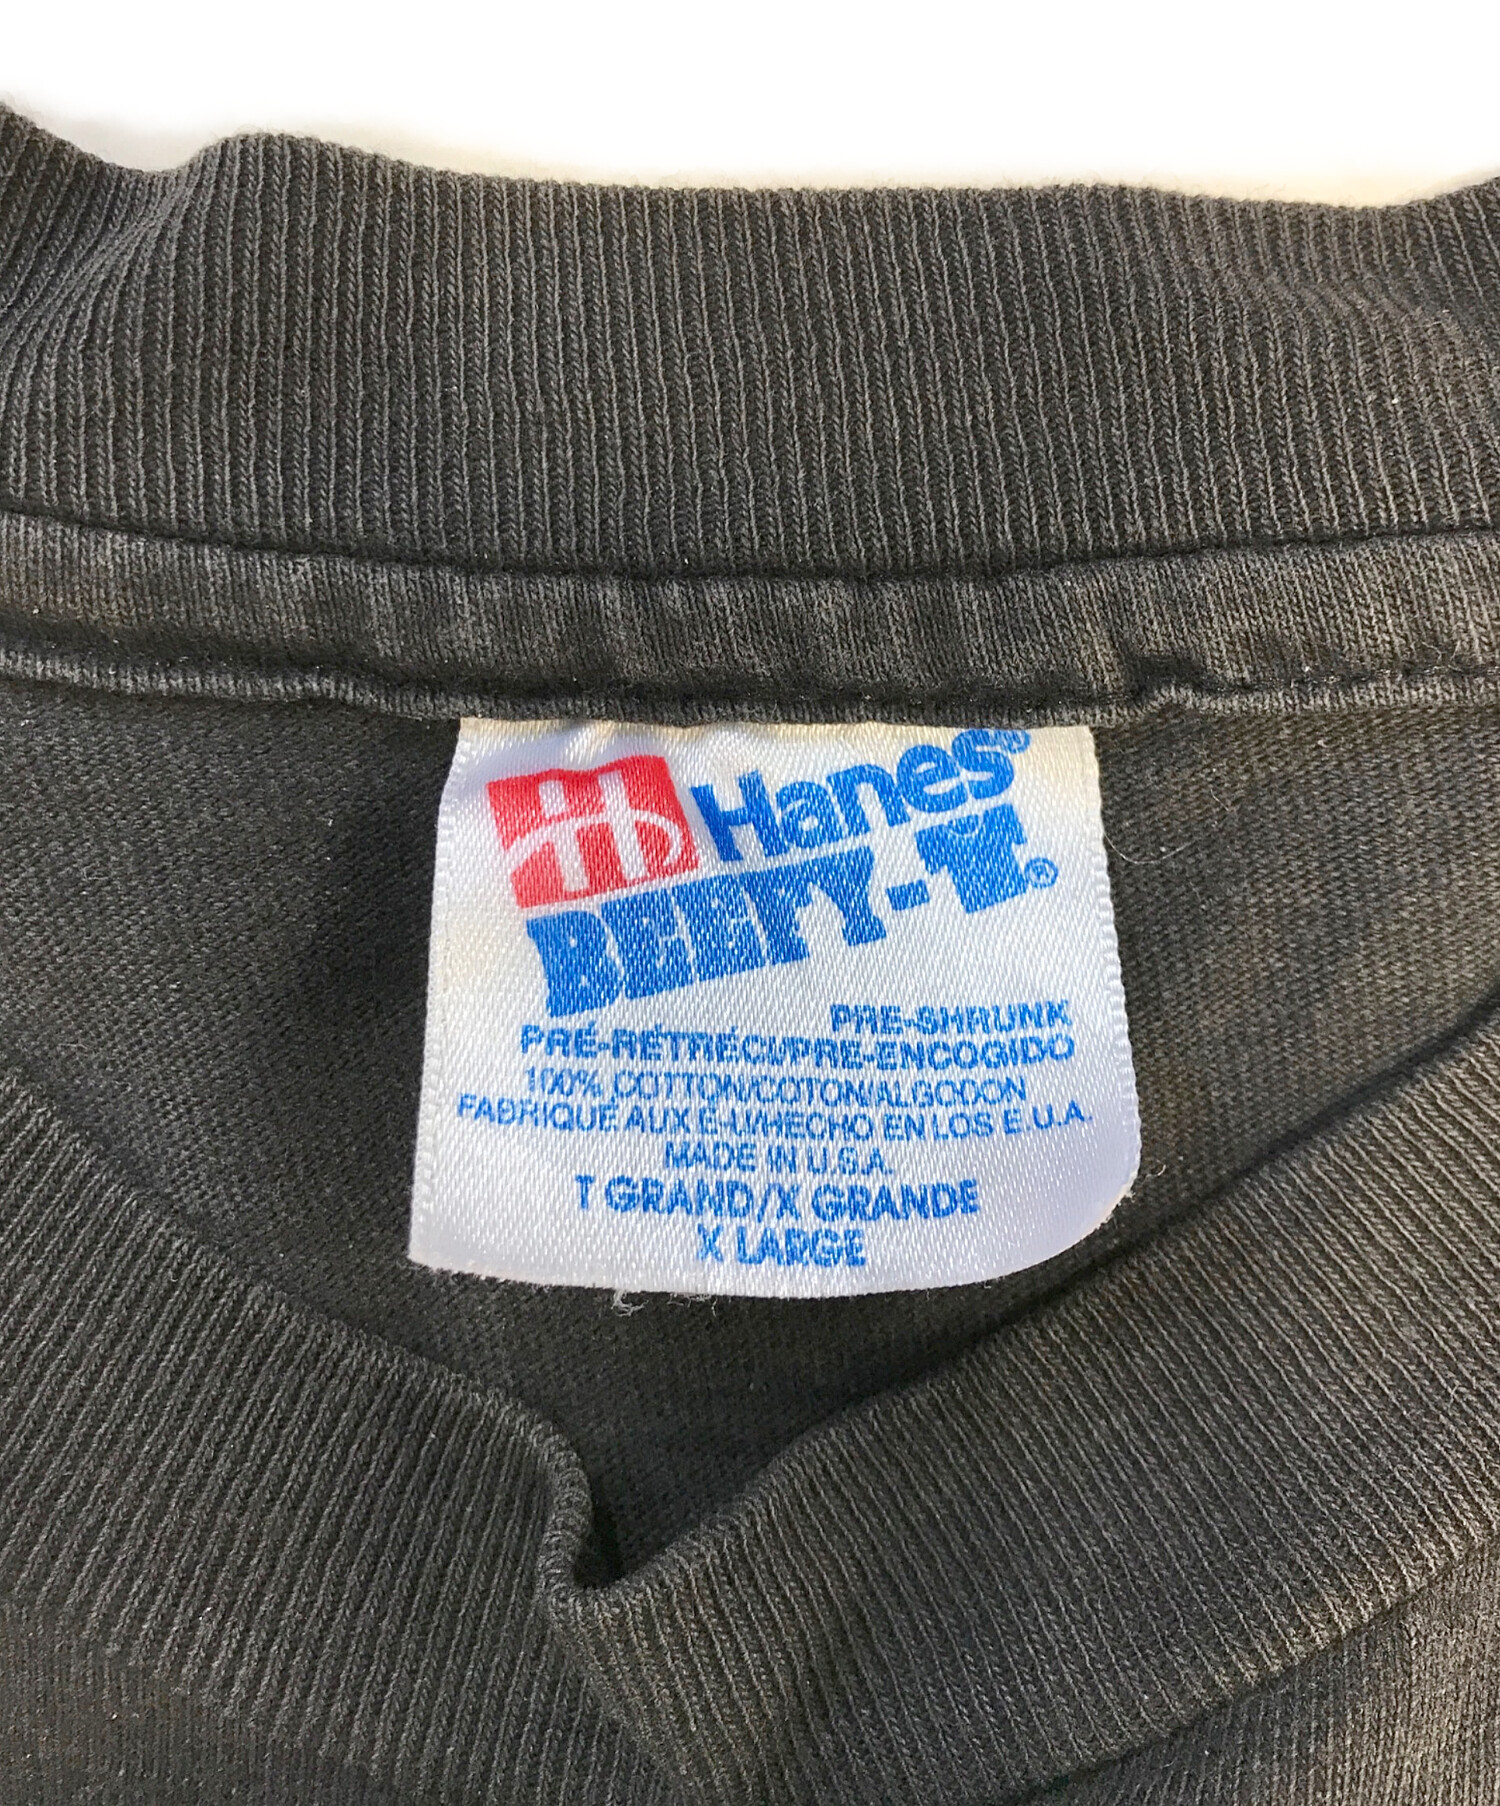 H Hanes®
BEEFY-T®
PRE-SHRUNK
PRÉ-RÉTRÉCI/PRE-ENCOGIDO
100% COTTON/COTON/ALGODON
FABRIQUÉ AUX É-U/HECHO EN LOS E.U.A.
MADE IN U.S.A.
T GRAND/X GRANDE
X LARGE